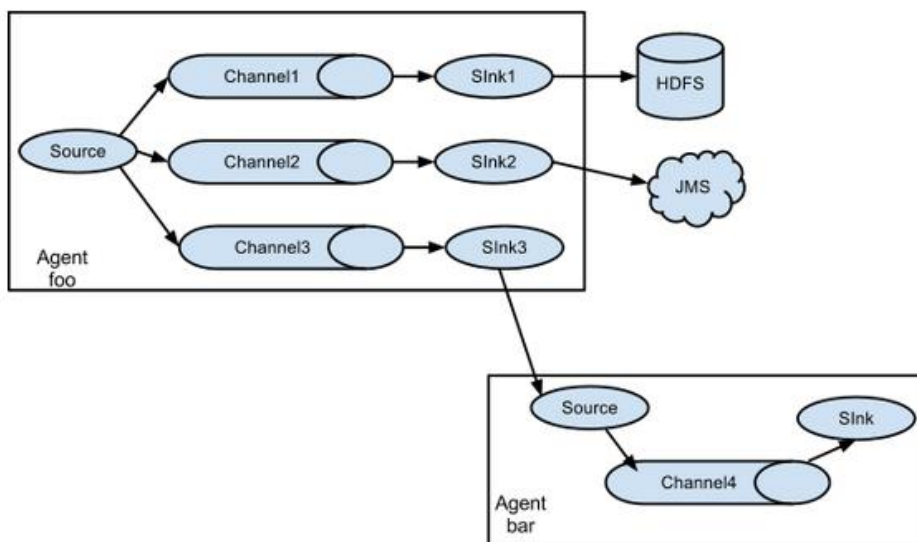 Channel1
SInk1
HDFS
Source
Channel2
SInk2
JMS
Channel3
SInk3
Agent
foo
Source
SInk
Channel4
Agent
bar